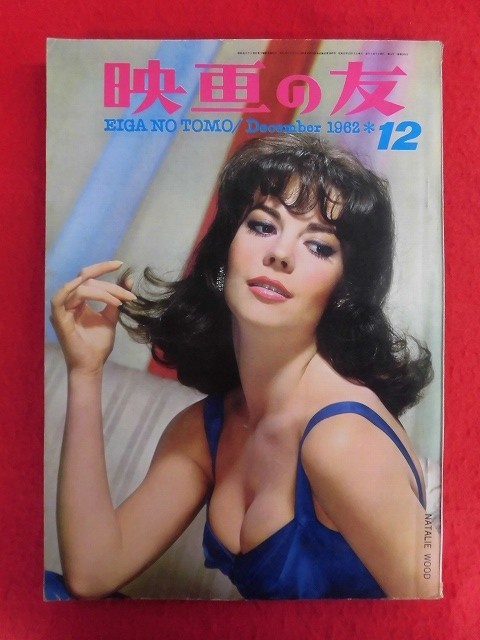 映画の友
EIGA NO TOMO/December 1962*12
NATALIE WOOD